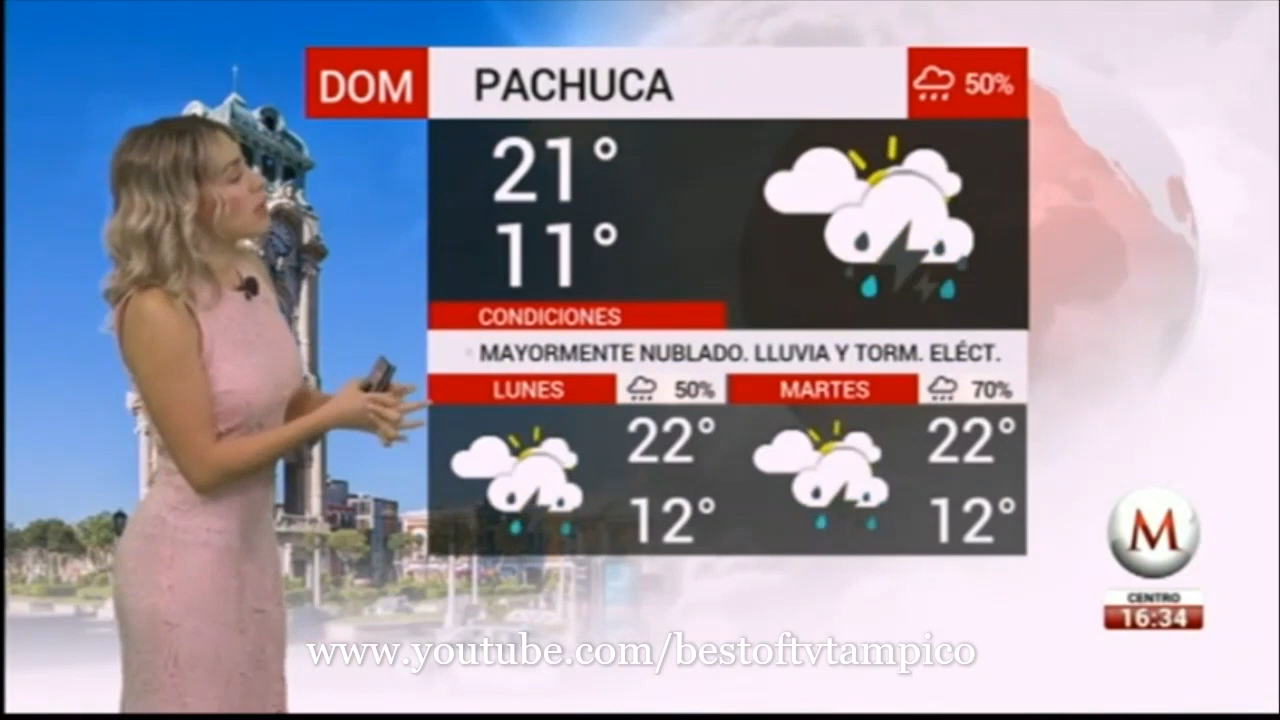 DOM PACHUCA 50%
21°
11°
CONDICIONES
MAYORMENTE NUBLADO. LLUVIA Y TORM. ELÉCT.
LUNES 50% MARTES 70%
22° 22°
12° 12°
M
CENTRO
16:34
www.youtube.com/bestoftvtampico